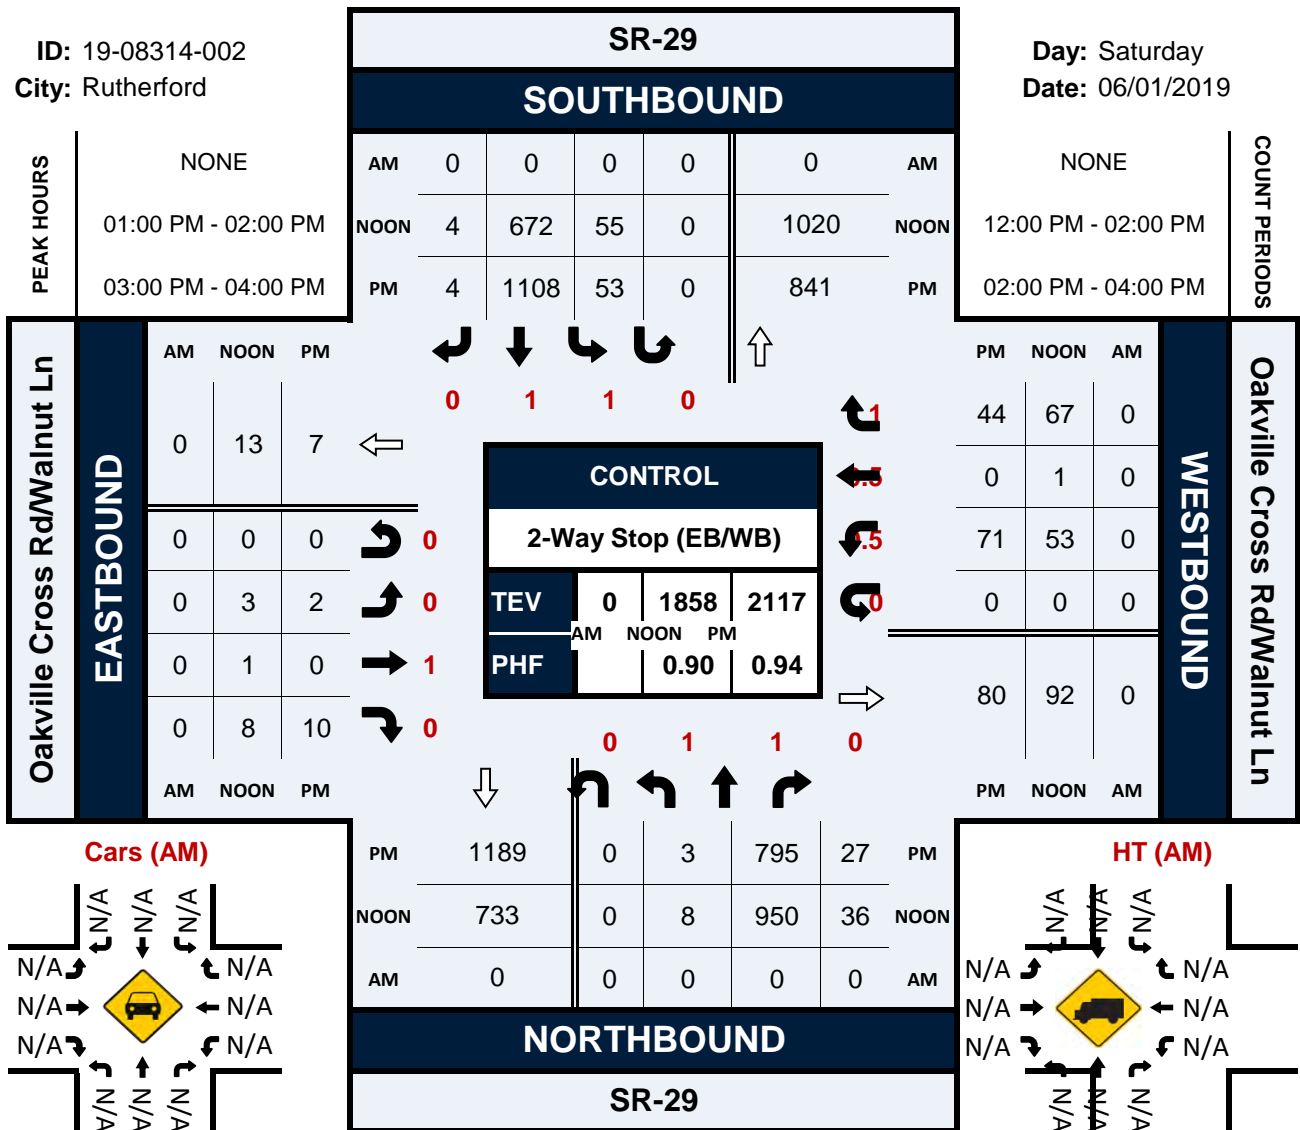 SR-29
ID: 19-08314-002
Day: Saturday
City: Rutherford
Date: 06/01/2019
SOUTHBOUND
PEAK HOURS
NONE
01:00 PM - 02:00 PM
03:00 PM - 04:00 PM
AM 0 0 0 0 0 AM
NOON 4 672 55 0 1020 NOON
PM 4 1108 53 0 841 PM
NONE
12:00 PM - 02:00 PM
02:00 PM - 04:00 PM
COUNT PERIODS
0 1 1 0
Oakville Cross Rd/Walnut Ln
EASTBOUND
AM NOON PM
0 13 7
0 0 0 0
0 3 2 0
0 1 0 1
0 8 10 0
AM NOON PM
CONTROL
2-Way Stop (EB/WB)
TEV 0 1858 2117
AM NOON PM
PHF 0.90 0.94
PM NOON AM
1 44 67 0
0.5 0 1 0
0.5 71 53 0
0 0 0 0
80 92 0
PM NOON AM
WESTBOUND
Oakville Cross Rd/Walnut Ln
0 1 1 0
PM 1189 0 3 795 27 PM
NOON 733 0 8 950 36 NOON
AM 0 0 0 0 0 AM
NORTHBOUND
SR-29
Cars (AM)
N/A N/A N/A
N/A N/A
N/A N/A
N/A N/A
N/A N/A N/A
HT (AM)
N/A N/A N/A
N/A N/A
N/A N/A
N/A N/A
N/A N/A N/A